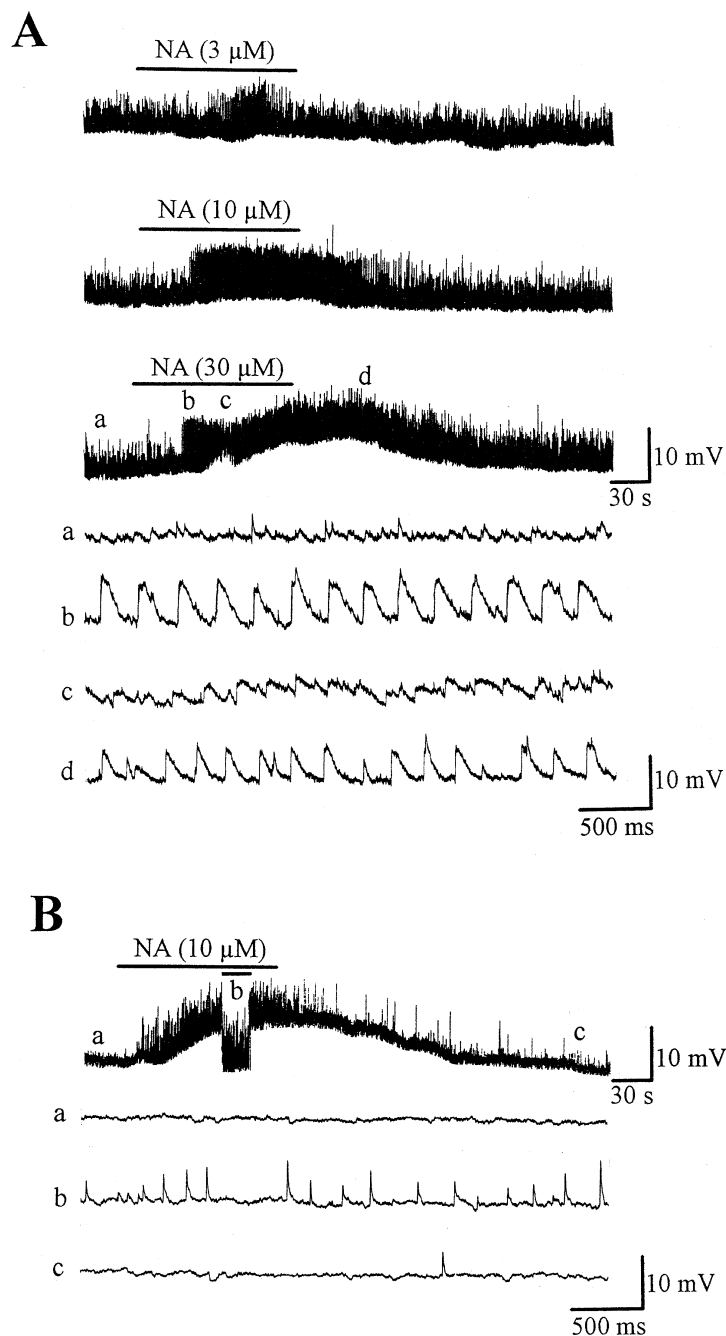 A
NA (3 µM)
NA (10 µM)
NA (30 µM)
a b c d
10 mV
30 s
a
b
c
d
10 mV
500 ms
B
NA (10 µM)
a b c
10 mV
30 s
a
b
c
10 mV
500 ms